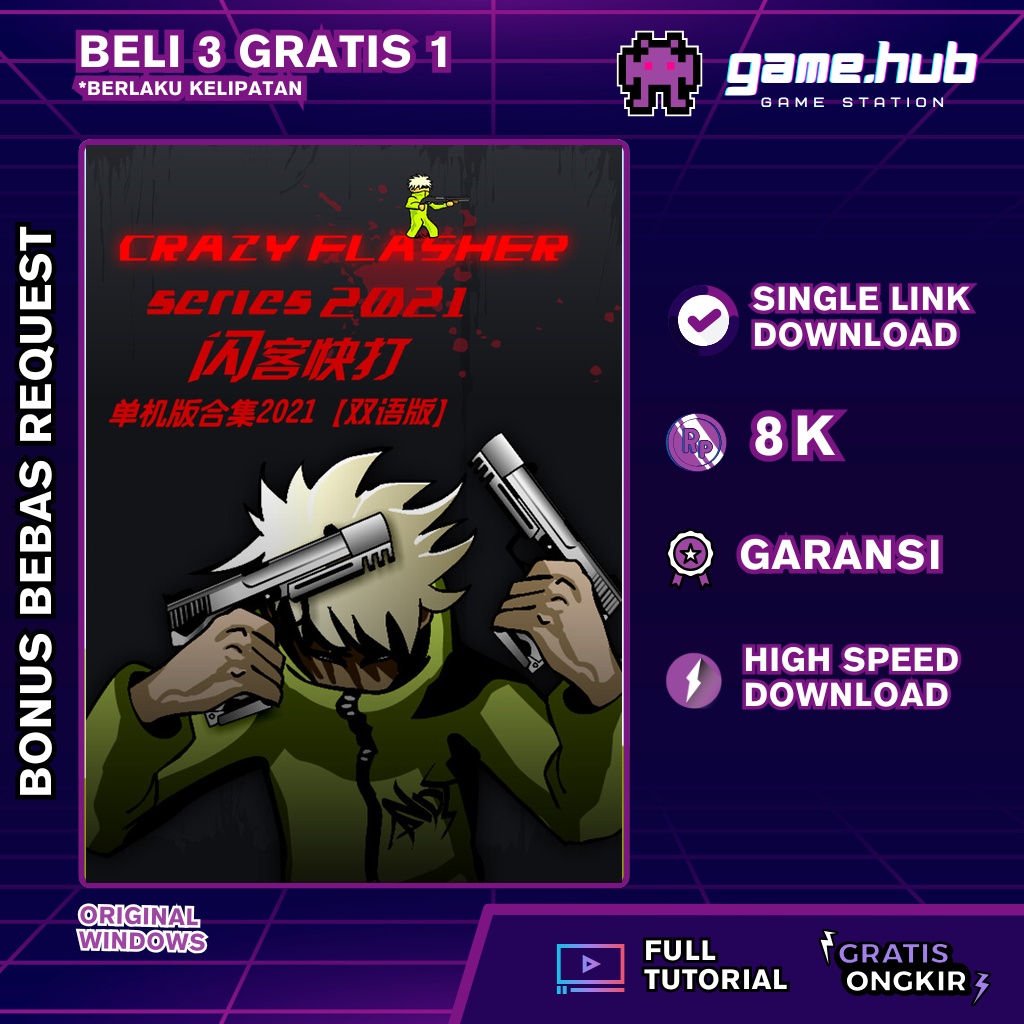 BELI 3 GRATIS 1
*BERLAKU KELIPATAN
game.hub
GAME STATION
BONUS BEBAS REQUEST
CRAZY FLASHER
series 2021
闪客快打
单机版合集2021【双语版】
SINGLE LINK
DOWNLOAD
Rp
8K
GARANSI
HIGH SPEED
DOWNLOAD
ORIGINAL
WINDOWS
FULL
TUTORIAL
GRATIS
ONGKIR